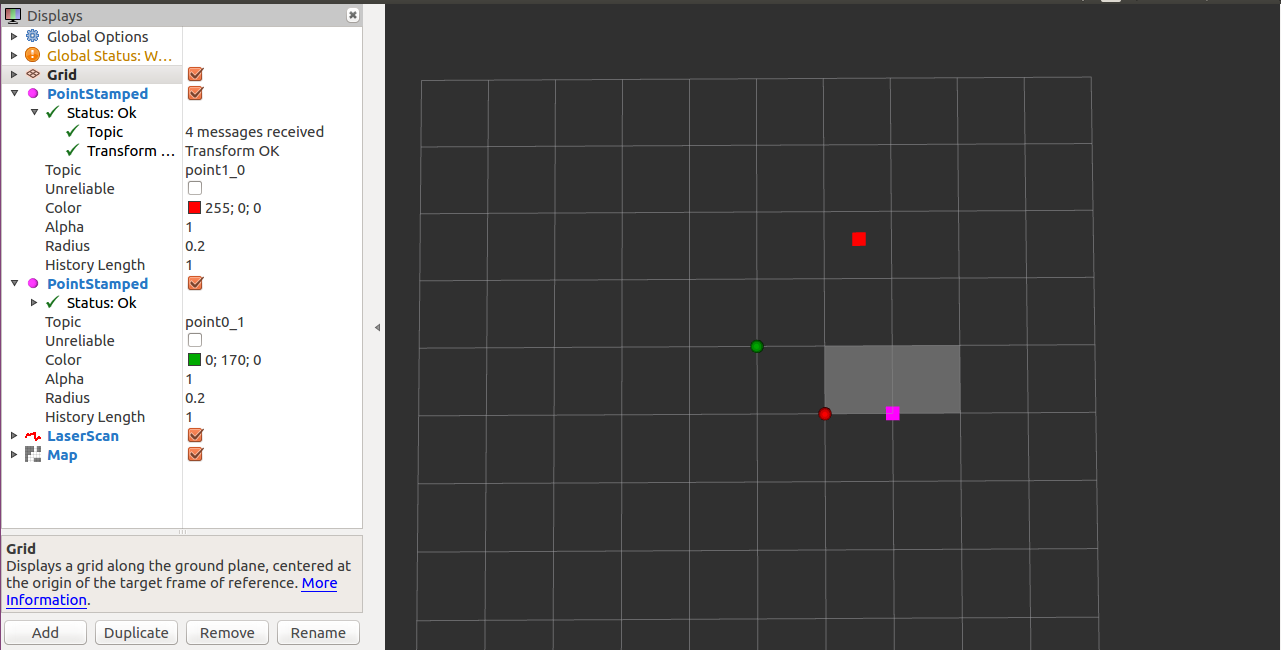 Displays
Global Options
Global Status: W...
Grid
PointStamped
Status: Ok
Topic 4 messages received
Transform ... Transform OK
Topic point1_0
Unreliable
Color 255; 0; 0
Alpha 1
Radius 0.2
History Length 1
PointStamped
Status: Ok
Topic point0_1
Unreliable
Color 0; 170; 0
Alpha 1
Radius 0.2
History Length 1
LaserScan
Map
Grid
Displays a grid along the ground plane, centered at
the origin of the target frame of reference. More
Information.
Add Duplicate Remove Rename